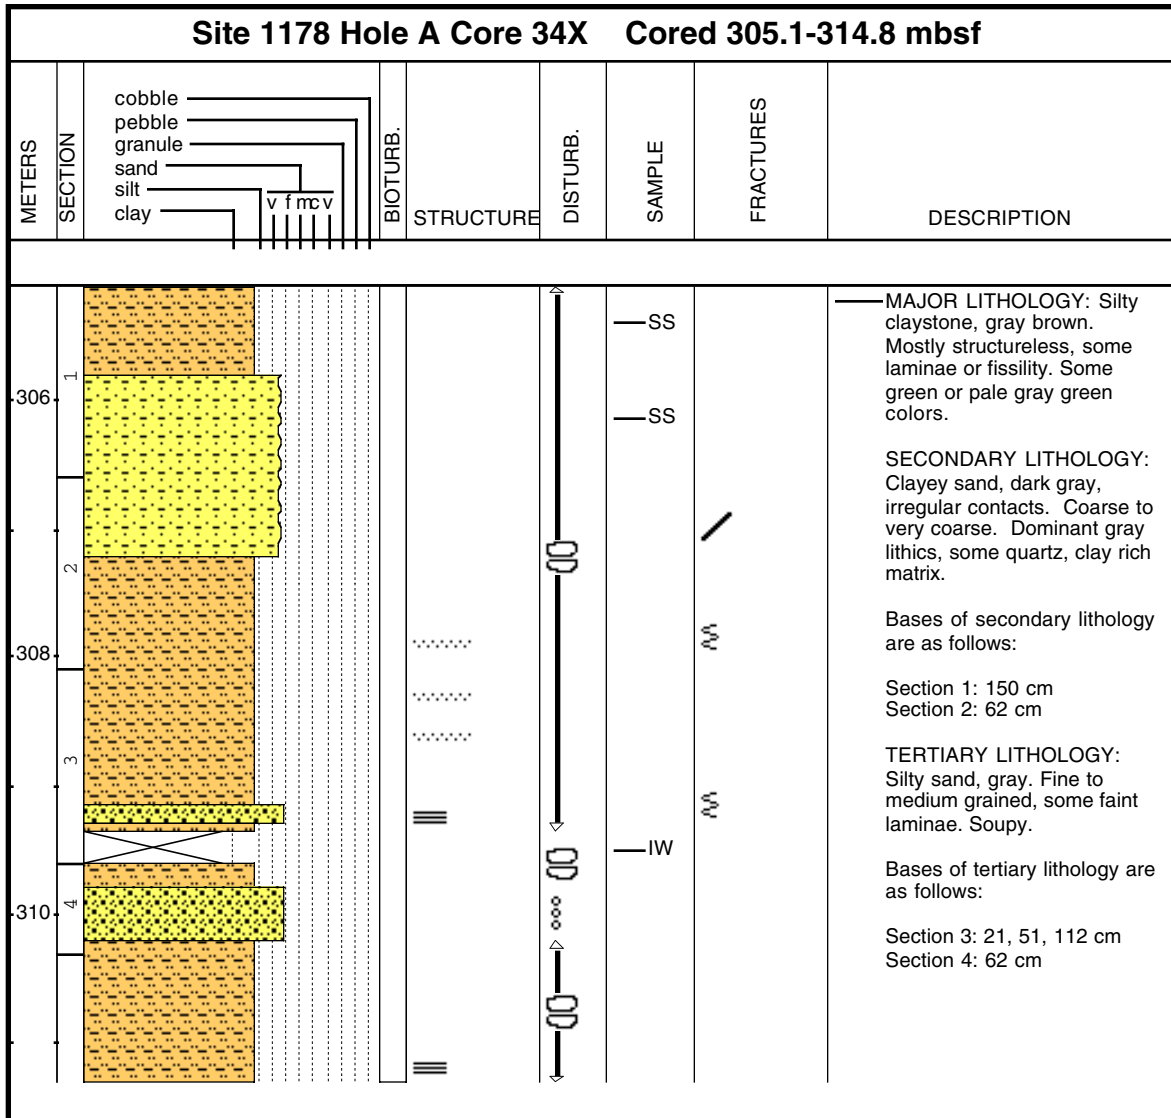 Site 1178 Hole A Core 34X Cored 305.1-314.8 mbsf
METERS
SECTION
cobble
pebble
granule
sand
silt
v f m c v
clay
BIOTURB.
STRUCTURE
DISTURB.
SAMPLE
FRACTURES
DESCRIPTION
306
308
310
1
2
3
4
SS
SS
IW
MAJOR LITHOLOGY: Silty
claystone, gray brown.
Mostly structureless, some
laminae or fissility. Some
green or pale gray green
colors.
SECONDARY LITHOLOGY:
Clayey sand, dark gray,
irregular contacts. Coarse to
very coarse. Dominant gray
lithics, some quartz, clay rich
matrix.
Bases of secondary lithology
are as follows:
Section 1: 150 cm
Section 2: 62 cm
TERTIARY LITHOLOGY:
Silty sand, gray. Fine to
medium grained, some faint
laminae. Soupy.
Bases of tertiary lithology are
as follows:
Section 3: 21, 51, 112 cm
Section 4: 62 cm